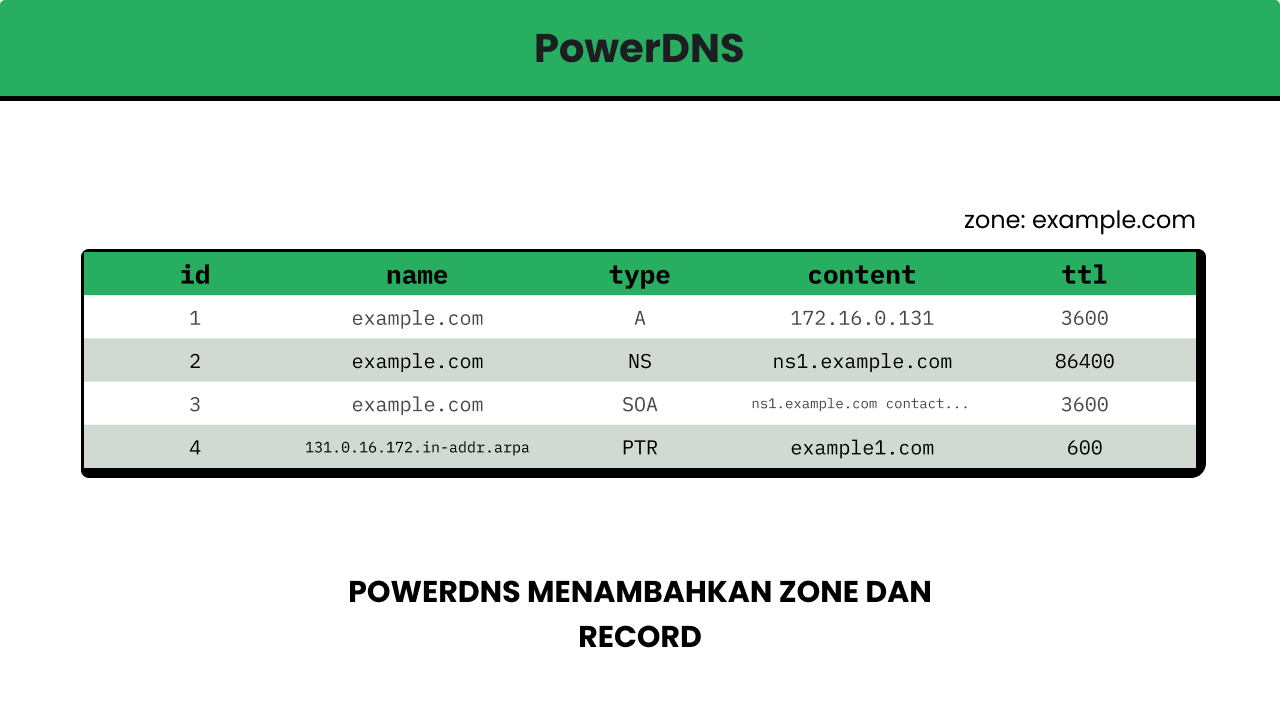 PowerDNS
zone: example.com
id name type content ttl
1 example.com A 172.16.0.131 3600
2 example.com NS ns1.example.com 86400
3 example.com SOA ns1.example.com contact... 3600
4 131.0.16.172.in-addr.arpa PTR example1.com 600
POWERDNS MENAMBAHKAN ZONE DAN
RECORD